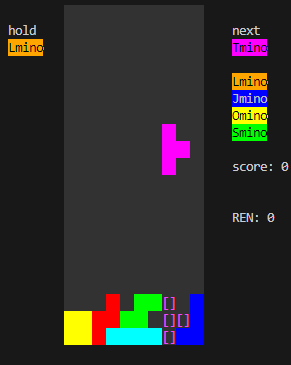 hold
Lmino
next
Tmino
Lmino
Jmino
Omino
Smino
score: 0
REN: 0
[]
[][]
[]